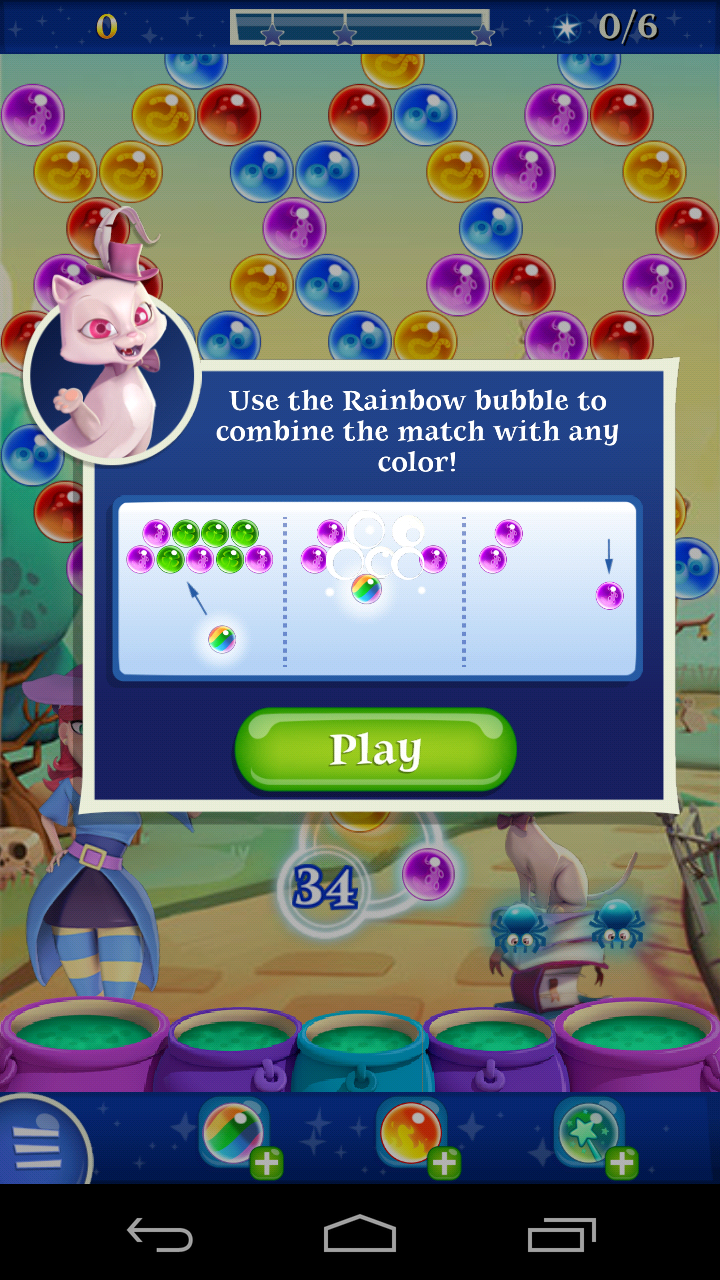 0
0/6
Use the Rainbow bubble to
combine the match with any
color!
Play
34